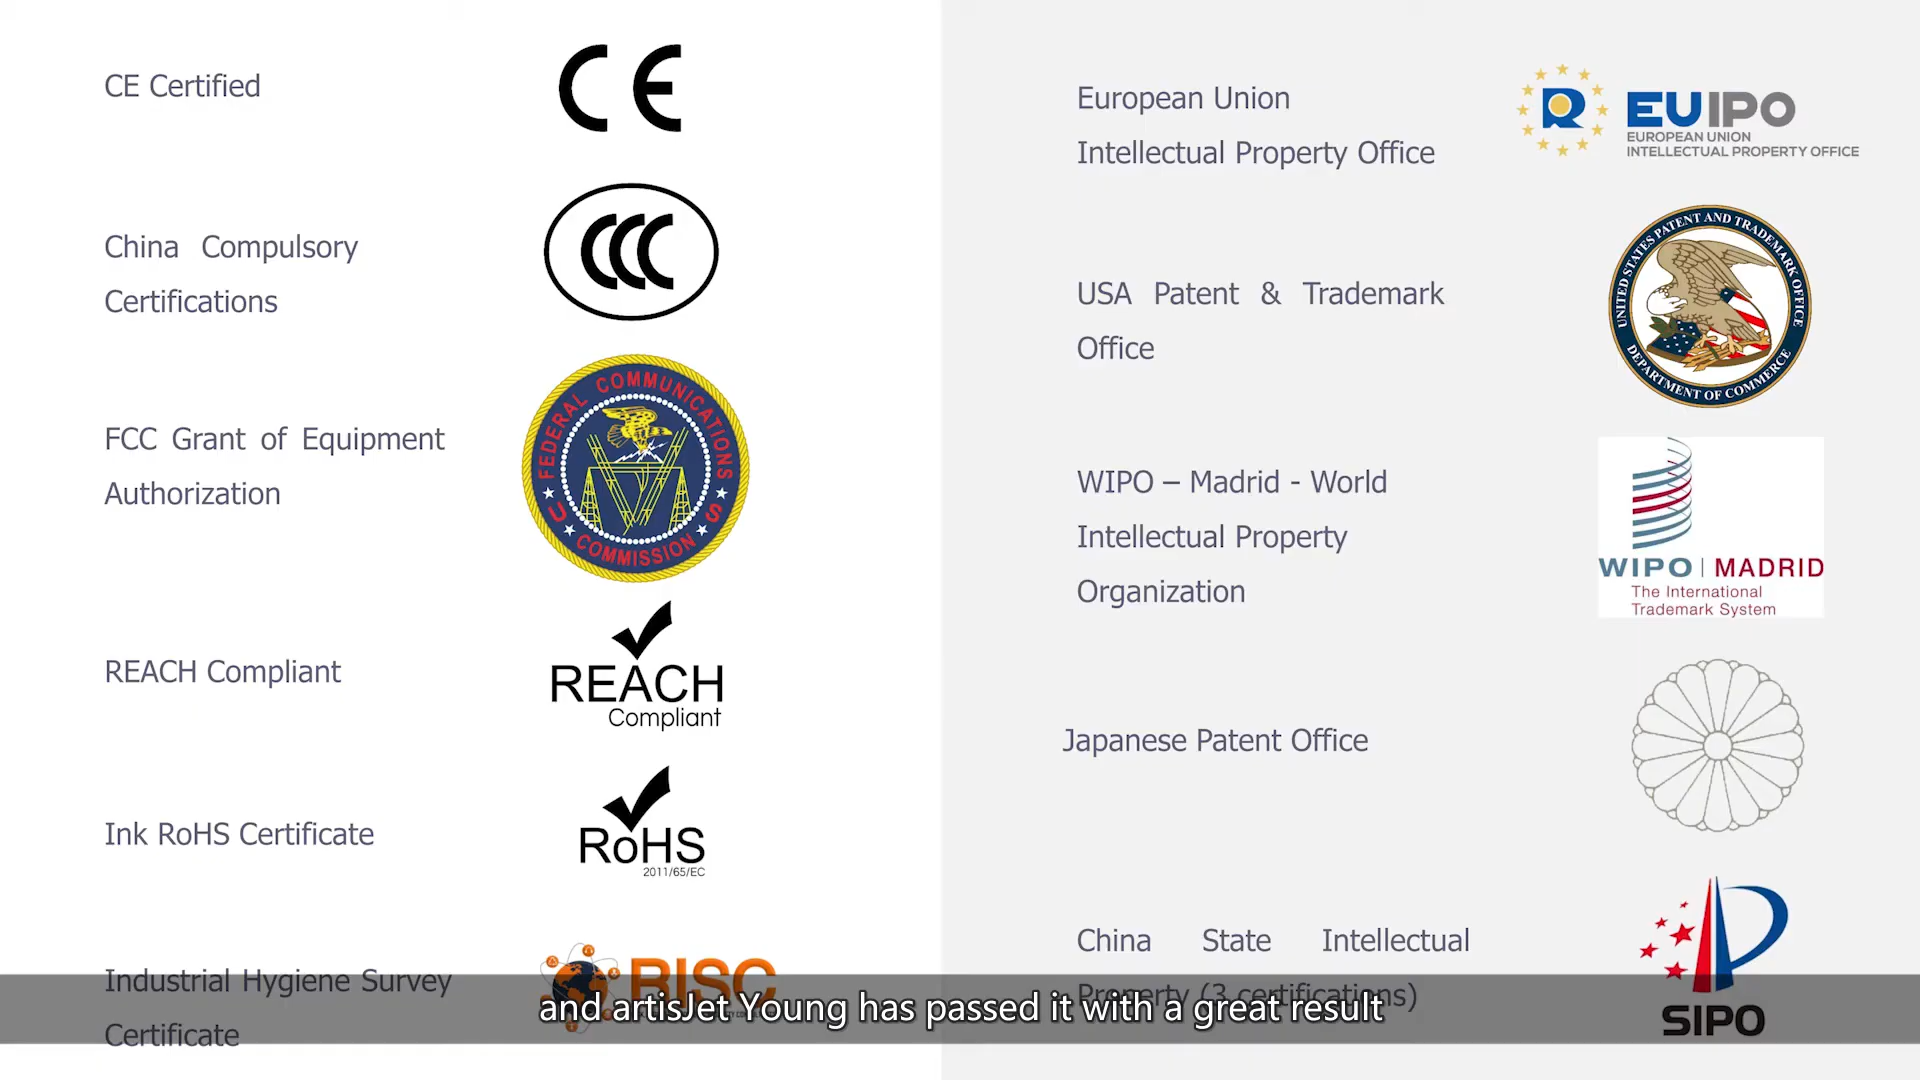 CE Certified
CE
China Compulsory
Certifications
CCC
FCC Grant of Equipment
Authorization
FEDERAL COMMUNICATIONS
COMMISSION
U S
REACH Compliant
REACH
Compliant
Ink RoHS Certificate
RoHS
2011/65/EC
Industrial Hygiene Survey
Certificate
RISC
European Union
Intellectual Property Office
EUIPO
EUROPEAN UNION
INTELLECTUAL PROPERTY OFFICE
USA Patent & Trademark
Office
UNITED STATES PATENT AND TRADEMARK OFFICE
DEPARTMENT OF COMMERCE
WIPO – Madrid - World
Intellectual Property
Organization
WIPO | MADRID
The International
Trademark System
Japanese Patent Office
China State Intellectual
Property (3 certifications)
SIPO
and artisJet Young has passed it with a great result